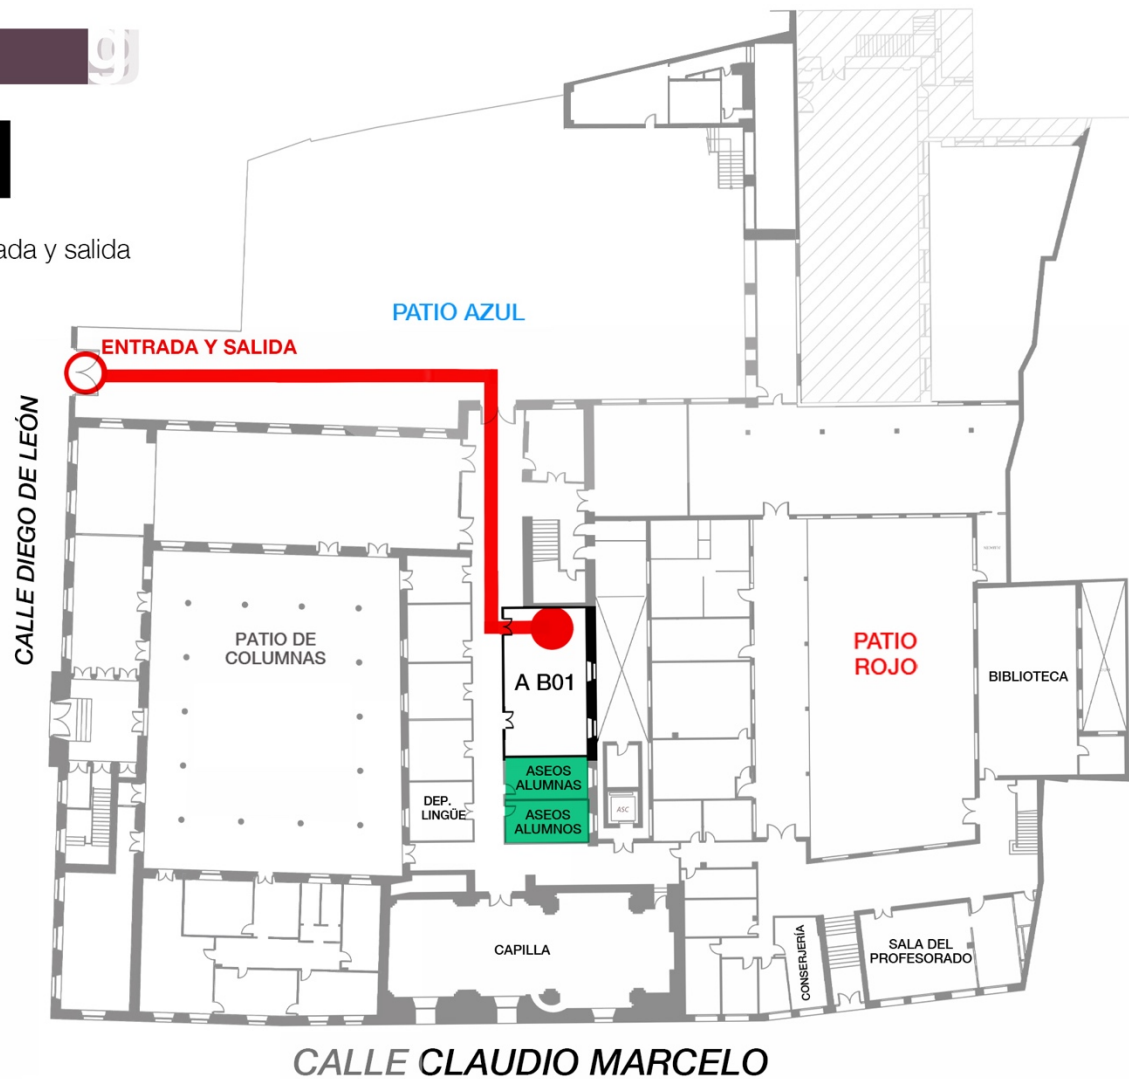 g
ada y salida
PATIO AZUL
ENTRADA Y SALIDA
CALLE DIEGO DE LEÓN
PATIO DE
COLUMNAS
A B01
PATIO
ROJO
BIBLIOTECA
ASEOS
ALUMNAS
DEP.
LINGÜE
ASEOS
ALUMNOS
ASC
CAPILLA
CONSERJERÍA
SALA DEL
PROFESORADO
CALLE CLAUDIO MARCELO